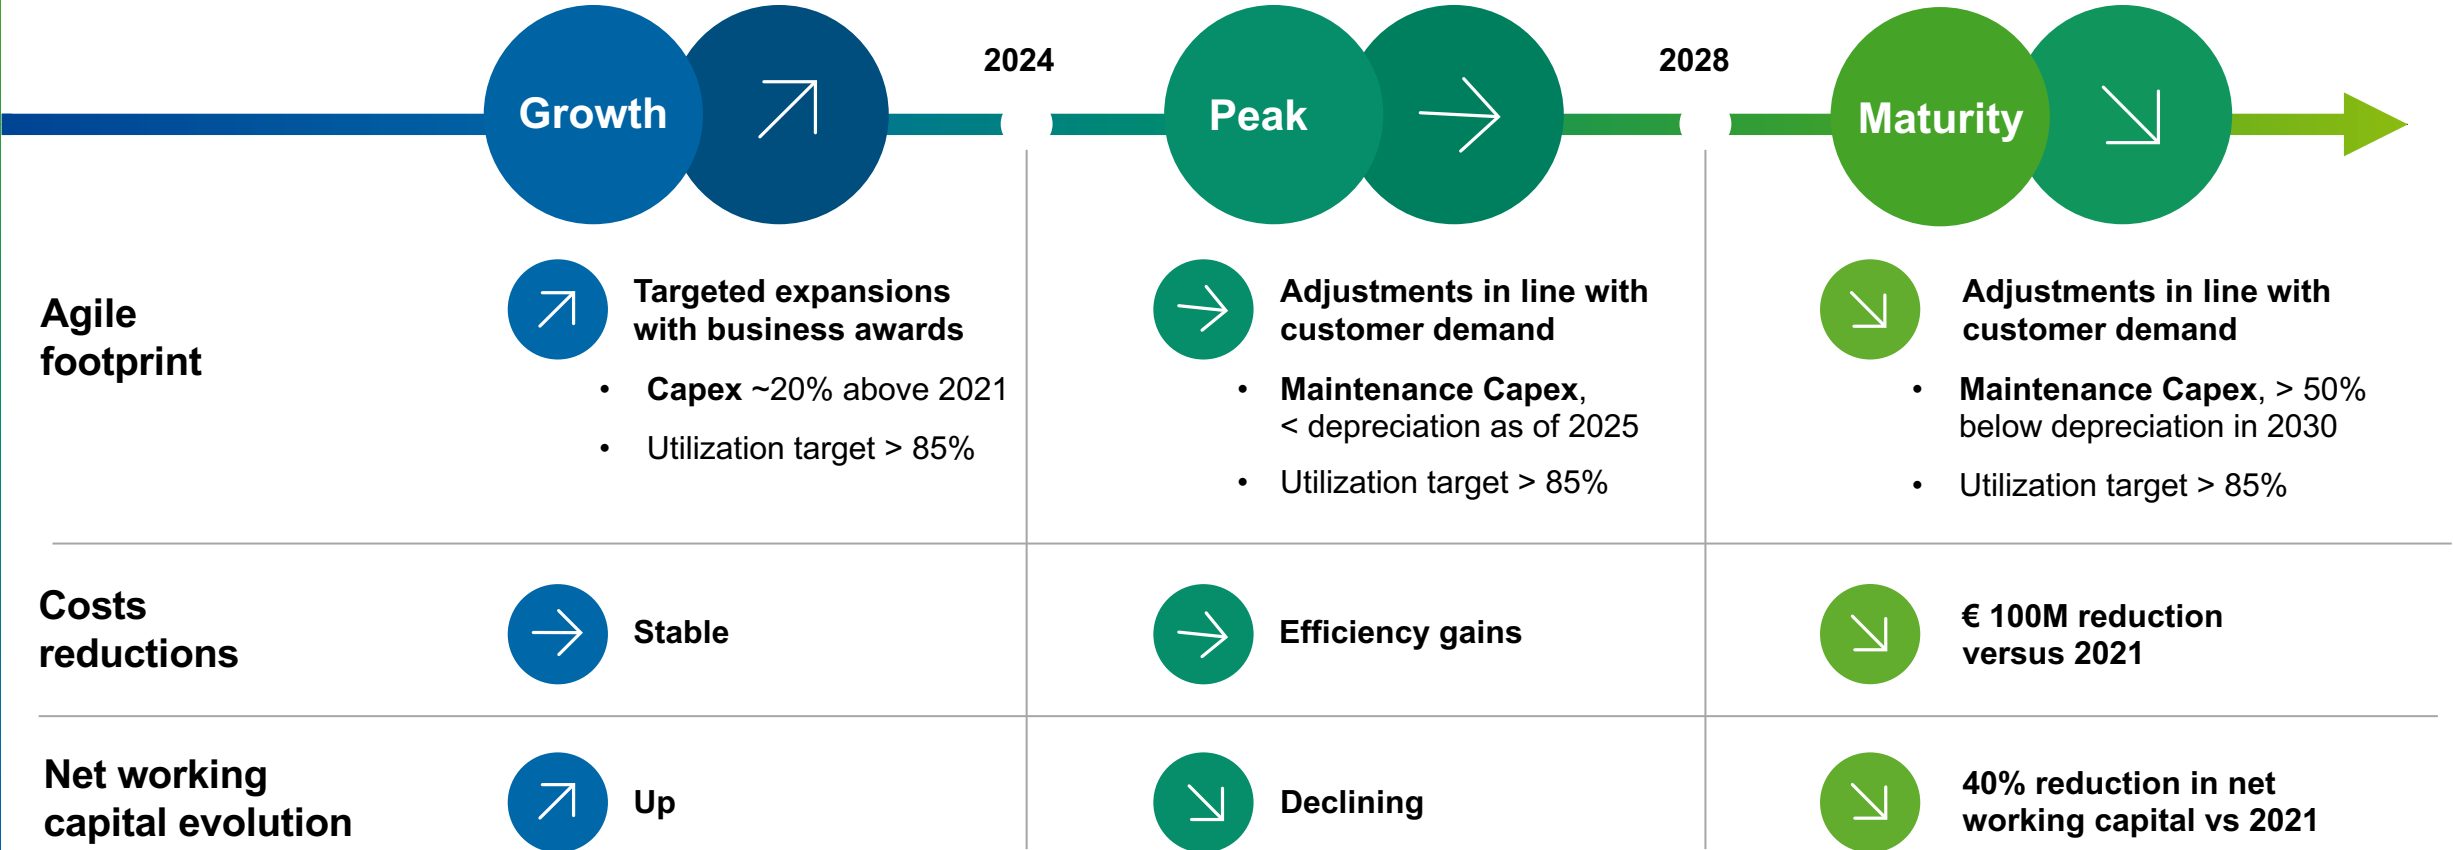 Growth
2024
Peak
2028
Maturity
Agile
footprint
Targeted expansions
with business awards
• Capex ~20% above 2021
• Utilization target > 85%
Adjustments in line with
customer demand
• Maintenance Capex,
< depreciation as of 2025
• Utilization target > 85%
Adjustments in line with
customer demand
• Maintenance Capex, > 50%
below depreciation in 2030
• Utilization target > 85%
Costs
reductions
Stable
Efficiency gains
€ 100M reduction
versus 2021
Net working
capital evolution
Up
Declining
40% reduction in net
working capital vs 2021